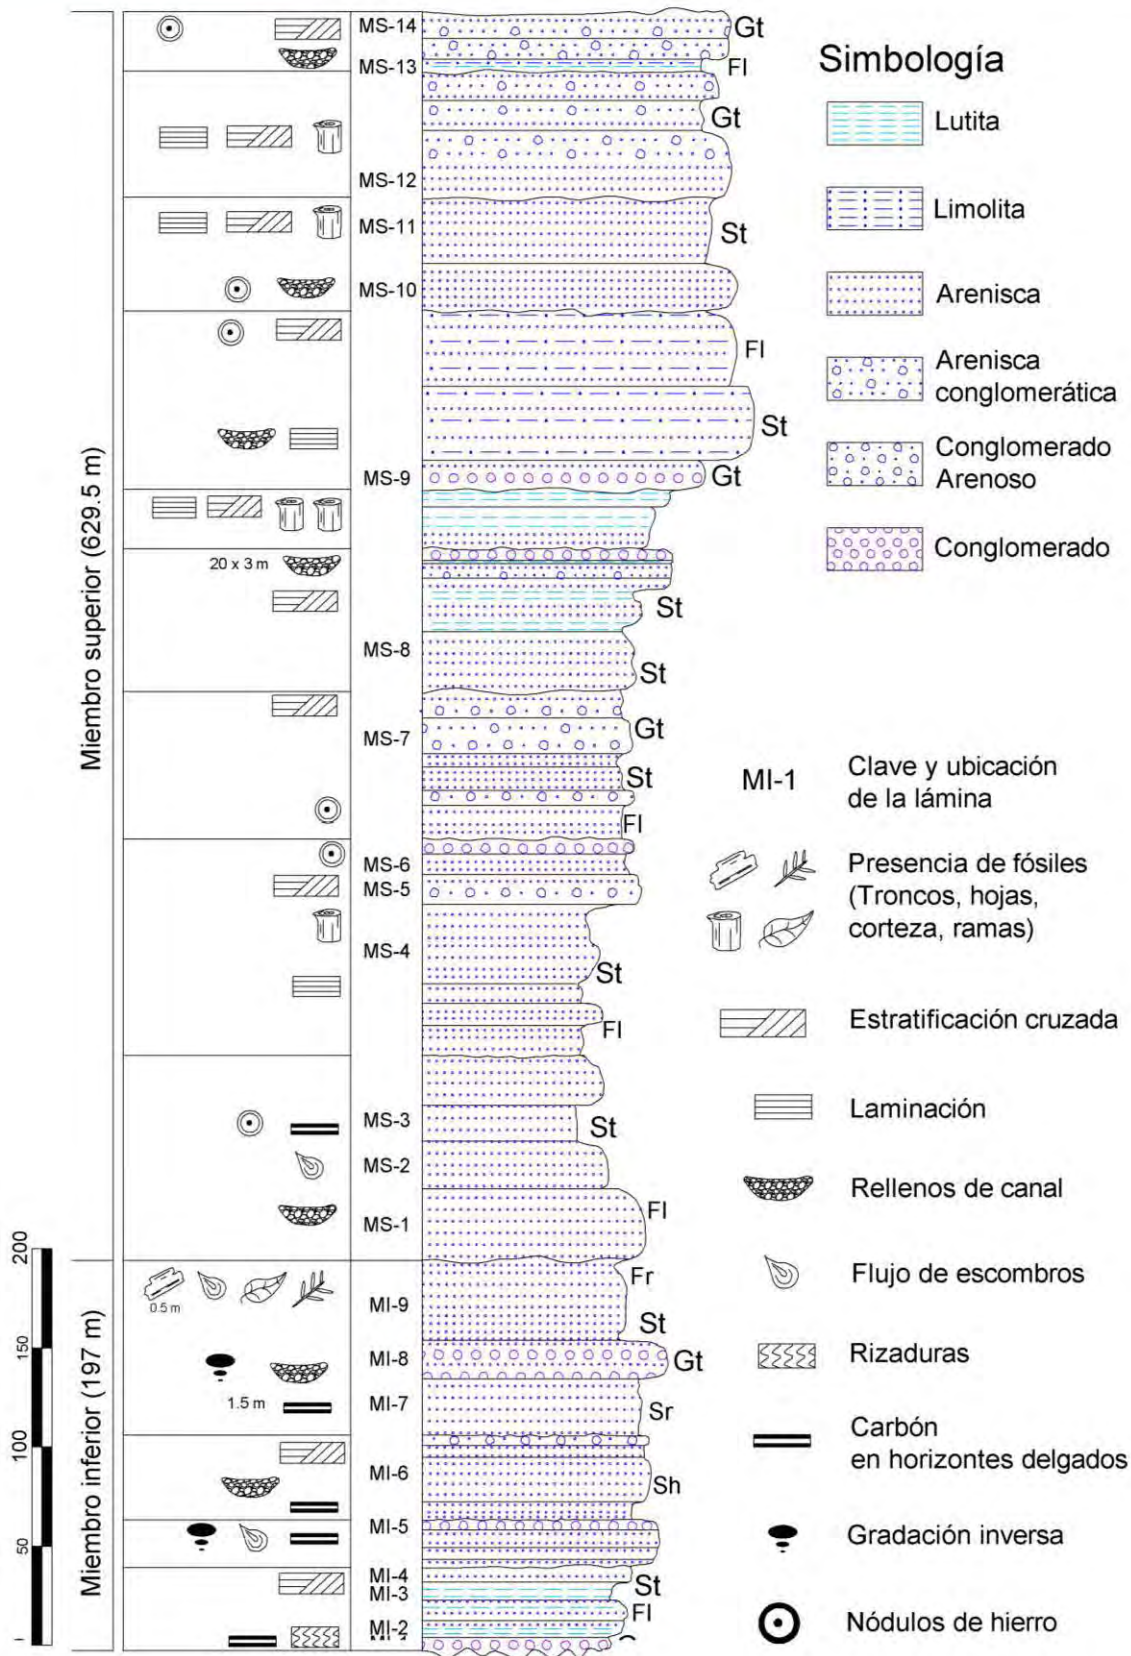 MS-14
Gt
MS-13
Fl
Gt
MS-12
MS-11
St
MS-10
Fl
St
MS-9
Gt
20 x 3 m
St
MS-8
St
MS-7
Gt
St
Fl
MS-6
MS-5
MS-4
St
Fl
MS-3
St
MS-2
MS-1
Fl
Miembro superior (629.5 m)
Fr
0.5 m
MI-9
St
MI-8
Gt
1.5 m
MI-7
Sr
MI-6
Sh
MI-5
MI-4
MI-3
St
Fl
MI-2
Miembro inferior (197 m)
200
150
100
50
Simbología
Lutita
Limolita
Arenisca
Arenisca
conglomerática
Conglomerado
Arenoso
Conglomerado
MI-1
Clave y ubicación
de la lámina
Presencia de fósiles
(Troncos, hojas,
corteza, ramas)
Estratificación cruzada
Laminación
Rellenos de canal
Flujo de escombros
Rizaduras
Carbón
en horizontes delgados
Gradación inversa
Nódulos de hierro